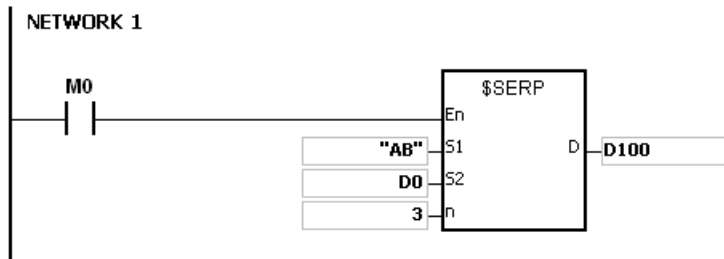 NETWORK 1
M0
$SERP
En
"AB" S1 D D100
D0 S2
3 n